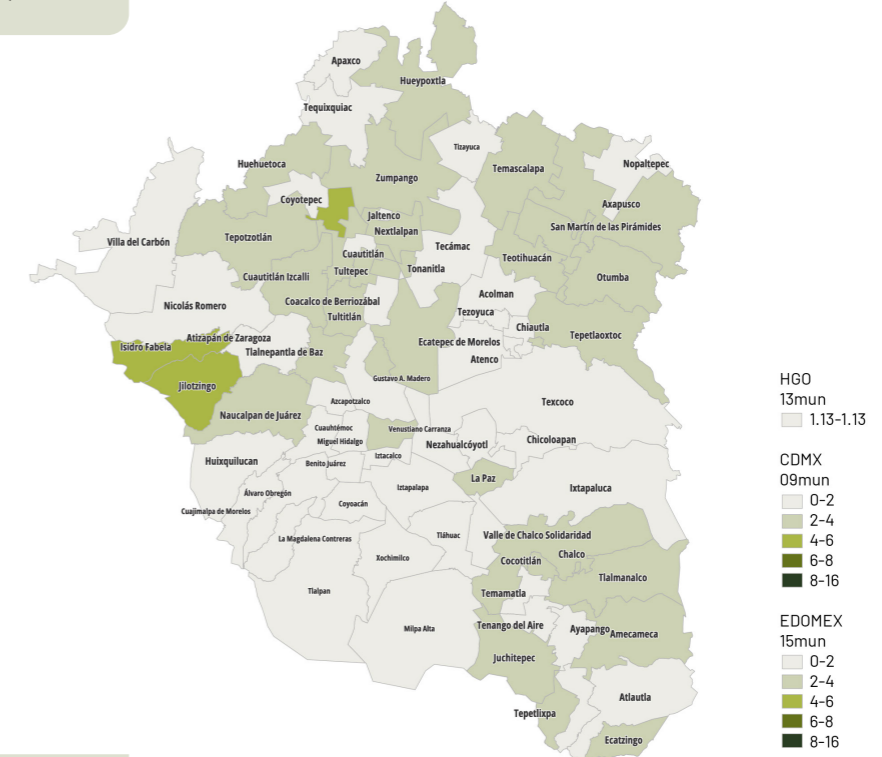 Apaxco
Hueypoxtla
Tequixquiac
Tizayuca
Nopaltepec
Huehuetoca
Temascalapa
Zumpango
Coyotepec
Axapusco
Jaltenco
San Martín de las Pirámides
Nextlalpan
Tepotzotlán
Villa del Carbón
Tecámac
Cuautitlán
Teotihuacán
Tultepec
Tonanitla
Cuautitlán Izcalli
Otumba
Acolman
Coacalco de Berriozábal
Nicolás Romero
Tezoyuca
Tultitlán
Chiautla
Tepetlaoxtoc
Atizapán de Zaragoza
Ecatepec de Morelos
Isidro Fabela
Tlalnepantla de Baz
Atenco
Gustavo A. Madero
Jilotzingo
Azcapotzalco
Texcoco
Naucalpan de Juárez
Cuauhtémoc
Venustiano Carranza
Miguel Hidalgo
Nezahualcóyotl
Chicoloapan
Iztacalco
Huixquilucan
Benito Juárez
La Paz
Iztapalapa
Ixtapaluca
Álvaro Obregón
Coyoacán
Cuajimalpa de Morelos
Tláhuac
Valle de Chalco Solidaridad
La Magdalena Contreras
Chalco
Xochimilco
Cocotitlán
Tlalmanalco
Tlalpan
Temamatla
Milpa Alta
Tenango del Aire
Ayapango
Amecameca
Juchitepec
Atlautla
Tepetlixpa
Ecatzingo
HGO
13mun
1.13-1.13
CDMX
09mun
0-2
2-4
4-6
6-8
8-16
EDOMEX
15mun
0-2
2-4
4-6
6-8
8-16